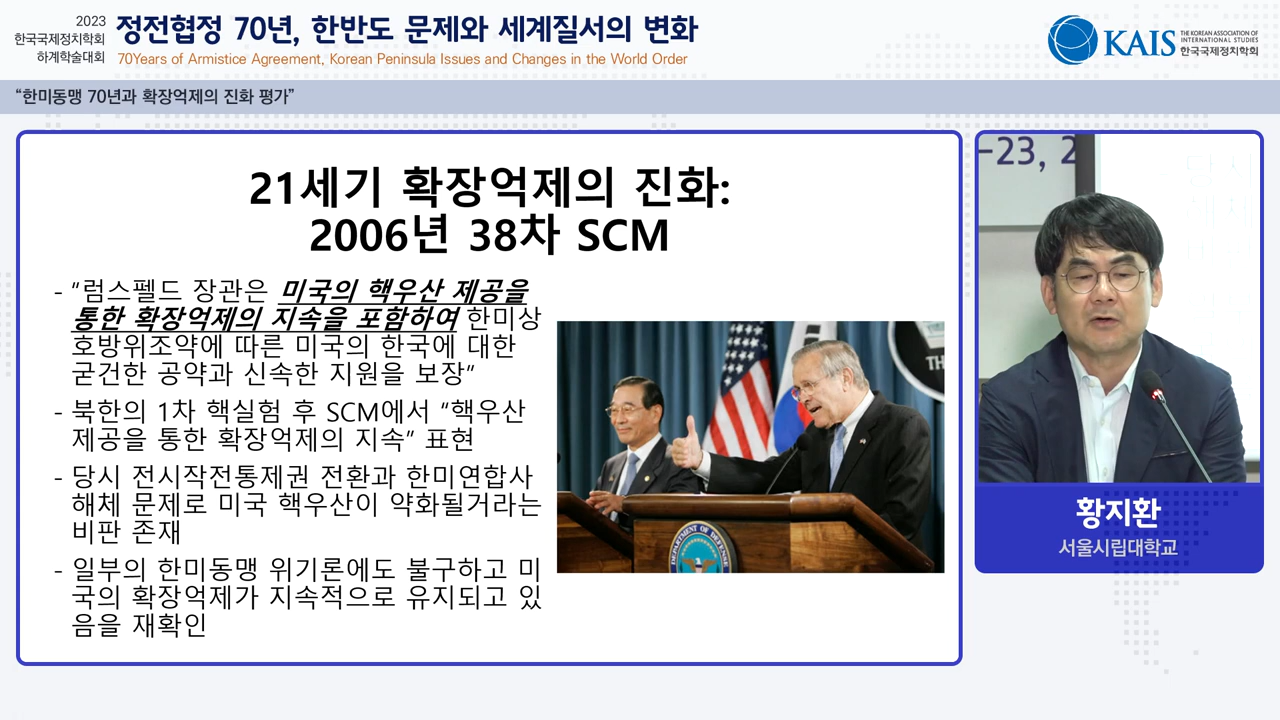 2023
한국국제정치학회
하계학술대회
정전협정 70년, 한반도 문제와 세계질서의 변화
70Years of Armistice Agreement, Korean Peninsula Issues and Changes in the World Order
KAIS
THE KOREAN ASSOCIATION OF
INTERNATIONAL STUDIES
한국국제정치학회
“한미동맹 70년과 확장억제의 진화 평가”
21세기 확장억제의 진화:
2006년 38차 SCM
- “럼스펠드 장관은 미국의 핵우산 제공을
통한 확장억제의 지속을 포함하여 한미상
호방위조약에 따른 미국의 한국에 대한
굳건한 공약과 신속한 지원을 보장”
- 북한의 1차 핵실험 후 SCM에서 “핵우산
제공을 통한 확장억제의 지속” 표현
- 당시 전시작전통제권 전환과 한미연합사
해체 문제로 미국 핵우산이 약화될거라는
비판 존재
- 일부의 한미동맹 위기론에도 불구하고 미
국의 확장억제가 지속적으로 유지되고 있
음을 재확인
THE
DEPARTMENT OF DEFENSE
-23, 2
황지환
서울시립대학교